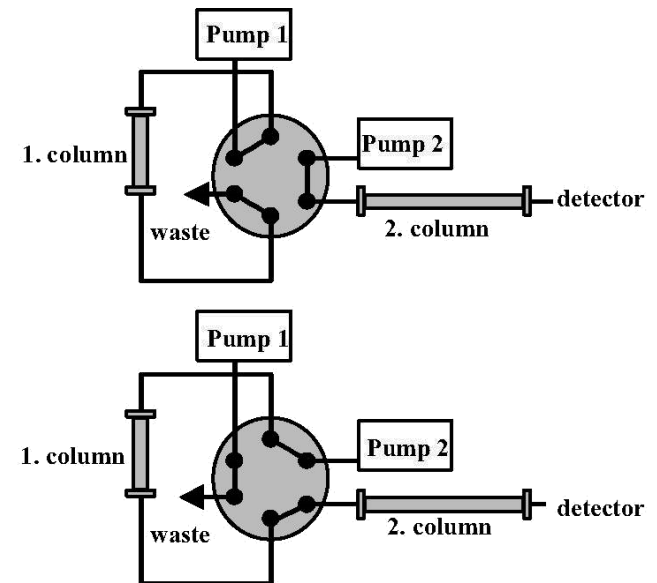 Pump 1
Pump 2
1. column
detector
waste
2. column
Pump 1
Pump 2
1. column
detector
2. column
waste